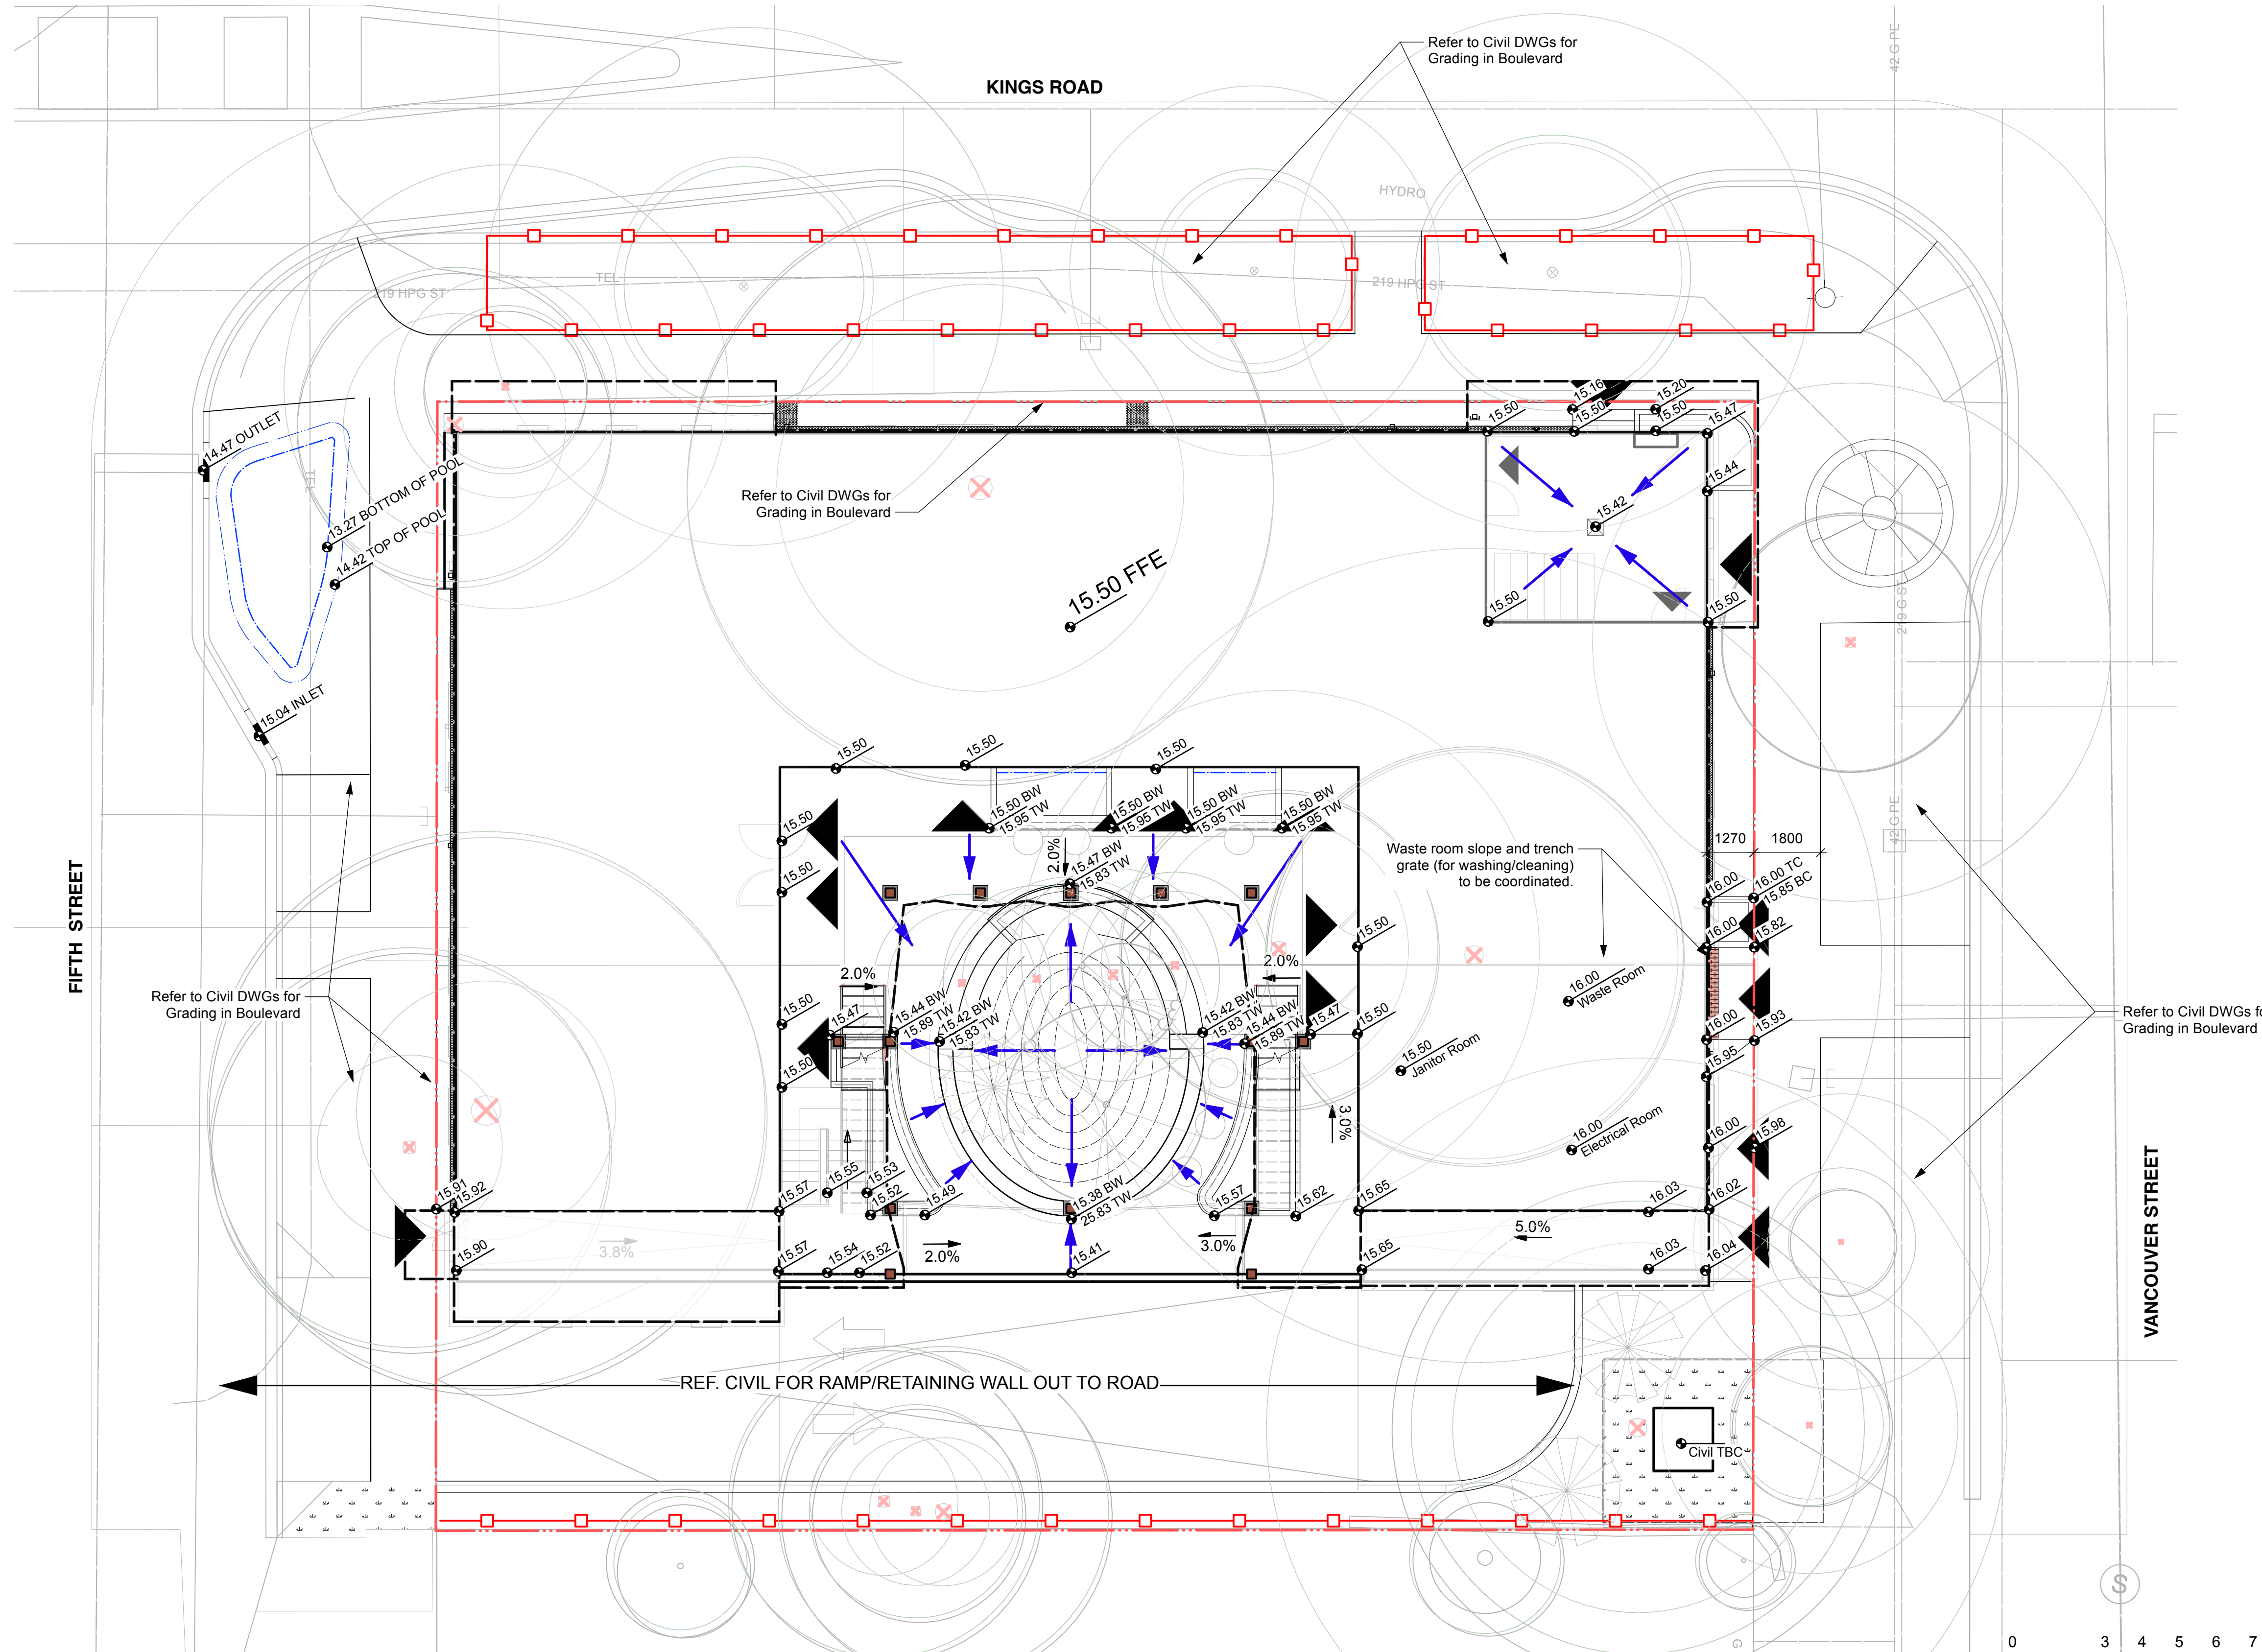 42 G PE
Refer to Civil DWGs for
Grading in Boulevard
KINGS ROAD
HYDRO
TEL
219 HPG ST
219 HPG ST
15.16
15.20
15.50
15.50
15.50
15.47
14.47 OUTLET
TEL
15.44
13.27 BOTTOM OF POOL
14.42 TOP OF POOL
Refer to Civil DWGs for
Grading in Boulevard
15.42
15.50 FFE
15.50
15.50
219 G ST
15.04 INLET
15.50
15.50
15.50
15.50
15.50 BW
15.95 TW
15.50 BW
15.95 TW
15.50 BW
15.95 TW
15.50 BW
15.95 TW
42 G PE
1270
1800
2.0%
15.47 BW
15.83 TW
Waste room slope and trench
grate (for washing/cleaning)
to be coordinated.
15.50
16.00
16.00 TC
15.85 BC
FIFTH STREET
15.50
16.00
15.82
2.0%
2.0%
16.00
Waste Room
Refer to Civil DWGs for
Grading in Boulevard
15.50
15.47
15.44 BW
15.89 TW
15.42 BW
15.83 TW
15.42 BW
15.83 TW
15.44 BW
15.89 TW
15.47
15.50
16.00
15.93
Refer to Civil DWGs fo
Grading in Boulevard
15.50
15.50
Janitor Room
15.95
3.0%
16.00
Electrical Room
16.00
15.98
VANCOUVER STREET
15.91
15.92
15.57
15.55
15.53
15.52
15.49
15.38 BW
25.83 TW
15.57
15.62
15.65
16.03
16.02
15.90
3.8%
15.57
15.54
15.52
2.0%
15.41
3.0%
15.65
5.0%
16.03
16.04
REF. CIVIL FOR RAMP/RETAINING WALL OUT TO ROAD
Civil TBC
S
G
0 3 4 5 6 7